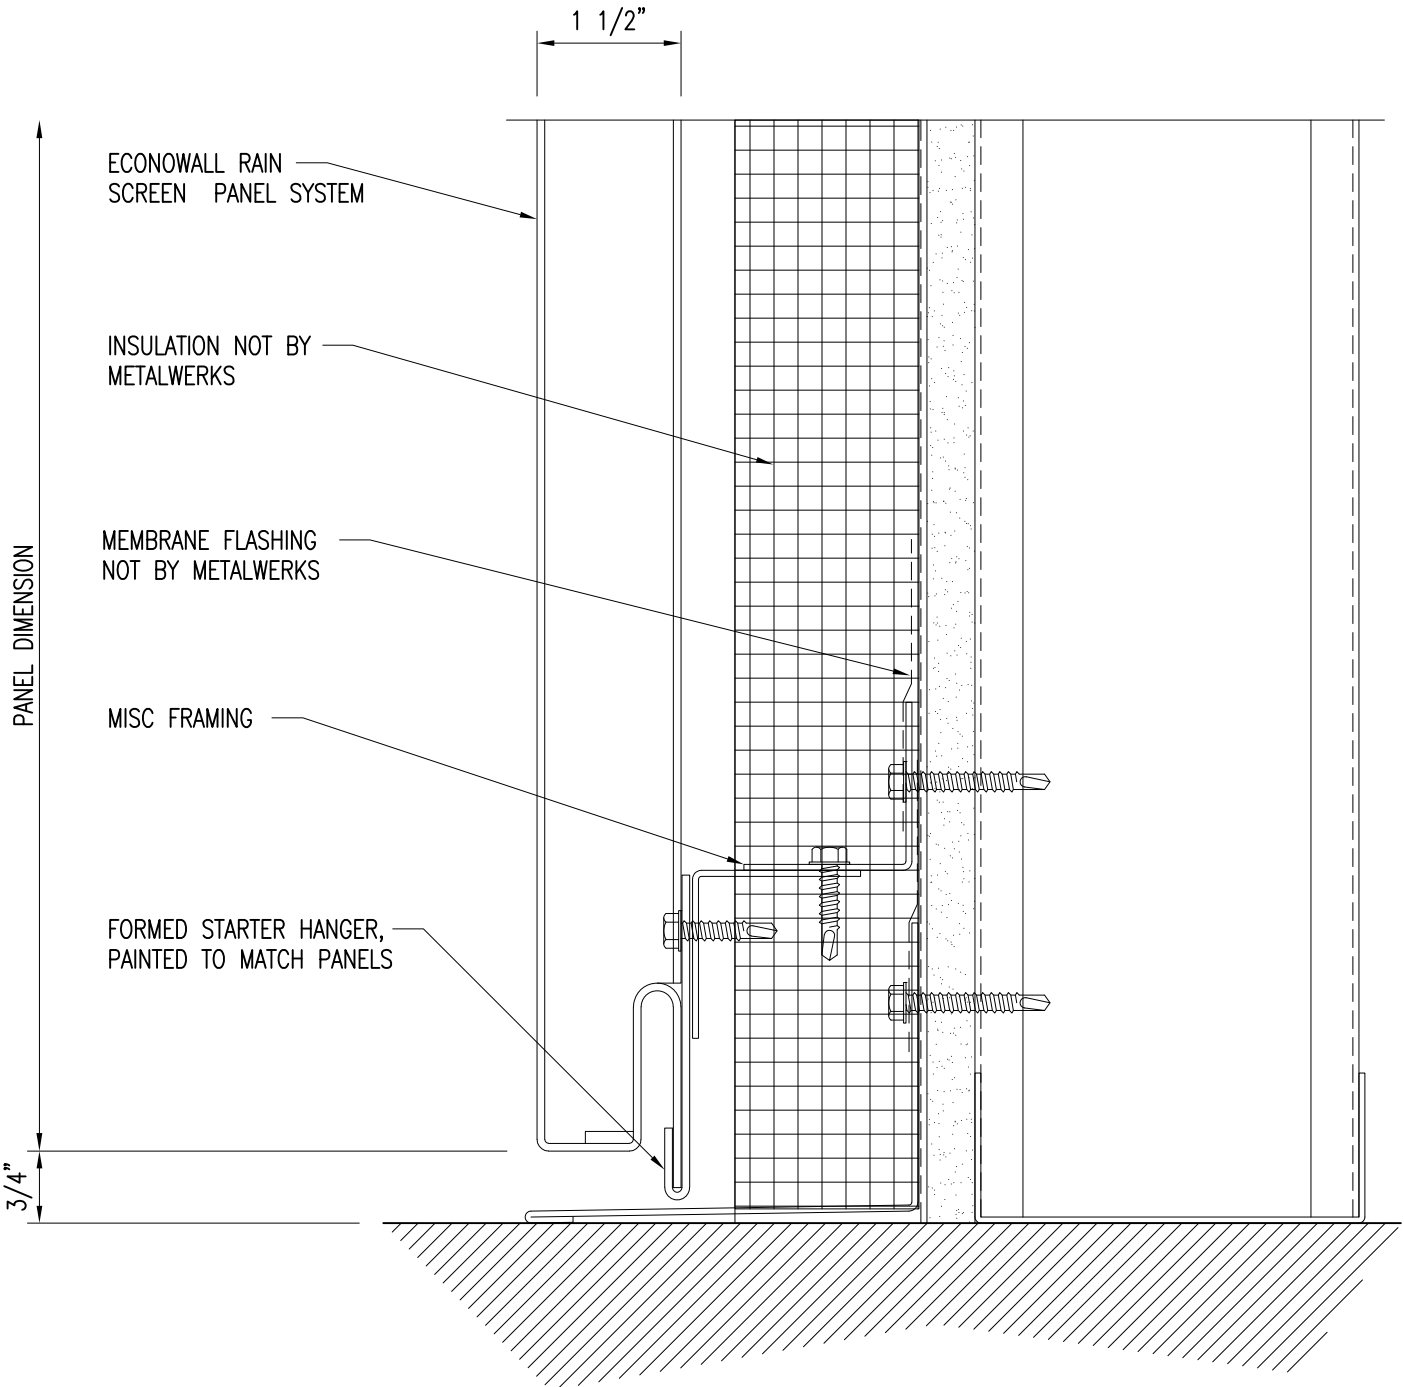 1 1/2"
ECONOWALL RAIN
SCREEN PANEL SYSTEM
INSULATION NOT BY
METALWERKS
MEMBRANE FLASHING
NOT BY METALWERKS
PANEL DIMENSION
MISC FRAMING
FORMED STARTER HANGER,
PAINTED TO MATCH PANELS
3/4"